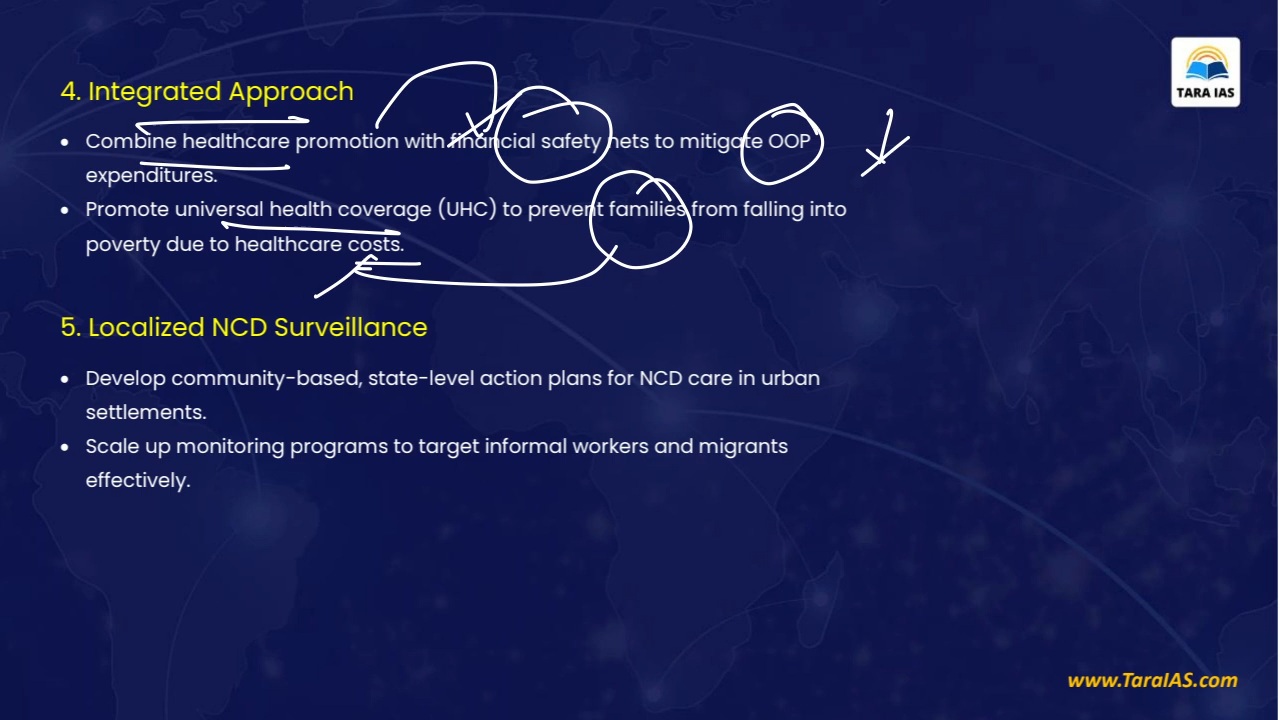 TARA IAS
4. Integrated Approach
• Combine healthcare promotion with financial safety nets to mitigate OOP
expenditures.
• Promote universal health coverage (UHC) to prevent families from falling into
poverty due to healthcare costs.
5. Localized NCD Surveillance
• Develop community-based, state-level action plans for NCD care in urban
settlements.
• Scale up monitoring programs to target informal workers and migrants
effectively.
www.TaraIAS.com